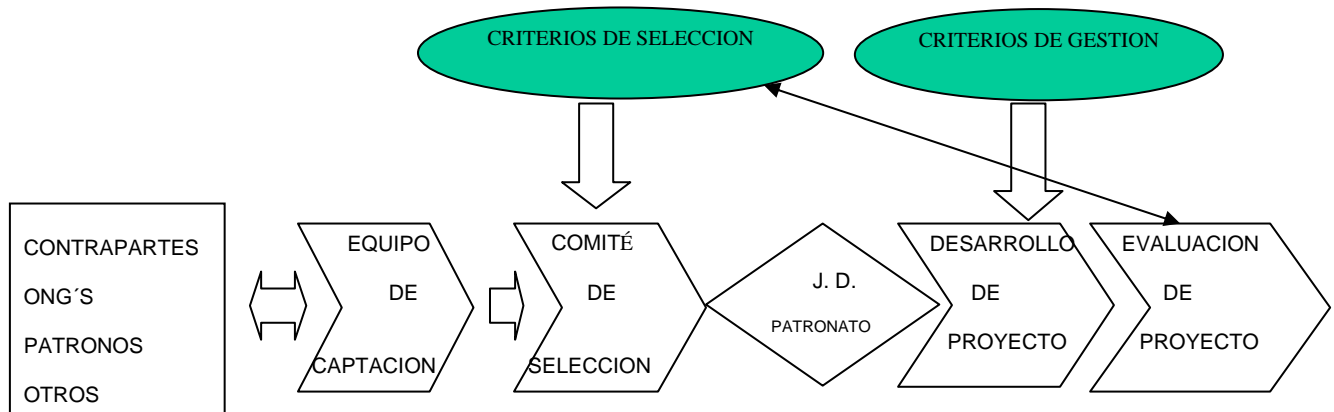 CRITERIOS DE SELECCION
CRITERIOS DE GESTION
CONTRAPARTES
ONG´S
PATRONOS
OTROS
EQUIPO
DE
CAPTACION
COMITÉ
DE
SELECCION
J. D.
PATRONATO
DESARROLLO
DE
PROYECTO
EVALUACION
DE
PROYECTO